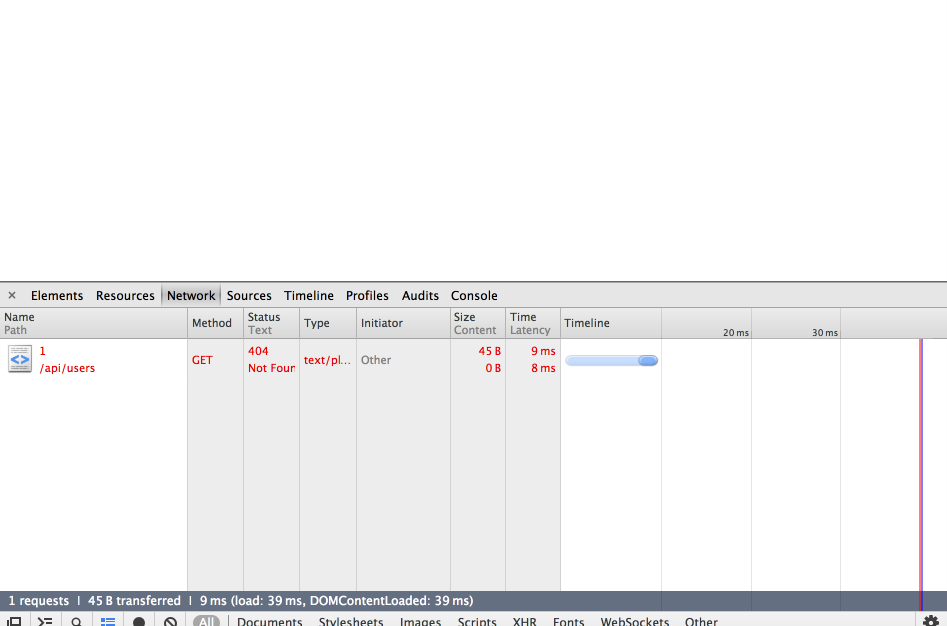 × Elements Resources Network Sources Timeline Profiles Audits Console
Name Method Status Type Initiator Size Time Timeline
Path Text Content Latency 20 ms 30 ms
1 GET 404 text/pl... Other 45 B 9 ms
/api/users Not Foun 0 B 8 ms
1 requests | 45 B transferred | 9 ms (load: 39 ms, DOMContentLoaded: 39 ms)
All | Documents Stylesheets Images Scripts XHR Fonts WebSockets Other